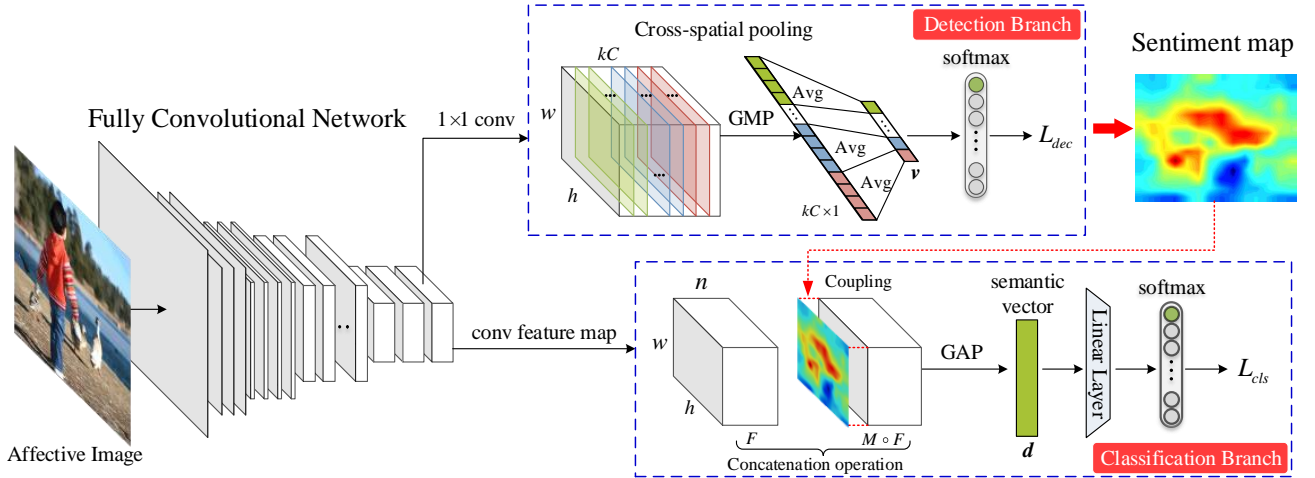 Fully Convolutional Network
Affective Image
1×1 conv
conv feature map
Detection Branch
Cross-spatial pooling
kC
w
h
...
...
...
...
GMP
Avg
Avg
Avg
kC×1
v
softmax
L_dec
Sentiment map
n
w
h
F
Coupling
M ∘ F
Concatenation operation
GAP
semantic
vector
d
Linear Layer
softmax
L_cls
Classification Branch